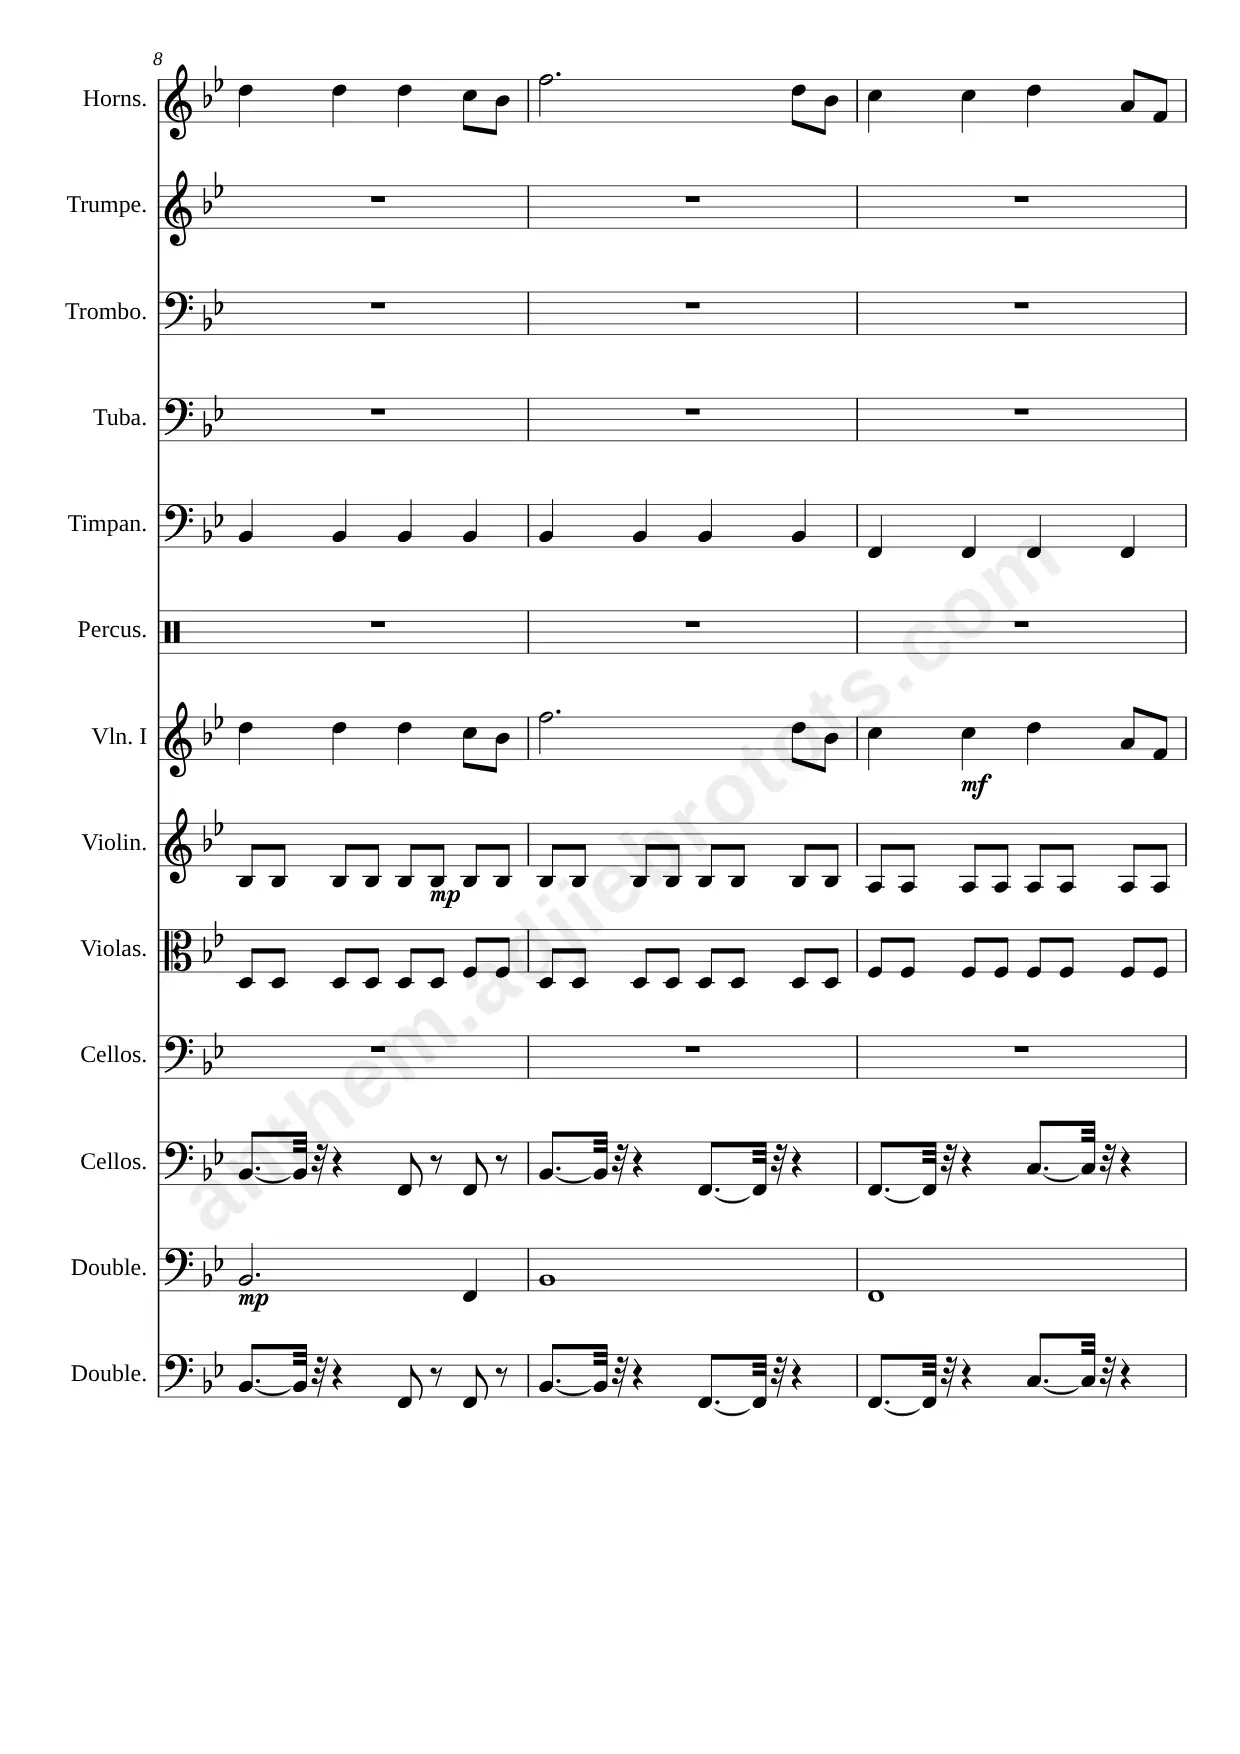 8
Horns.
Trumpe.
Trombo.
Tuba.
Timpan.
Percus.
Vln. I
mf
Violin.
mp
Violas.
Cellos.
Cellos.
Double.
mp
Double.
anthem.adjiebrotots.com